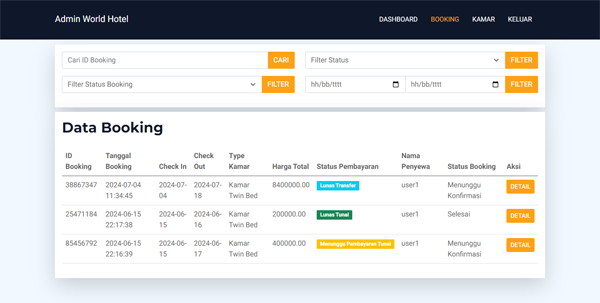 Admin World Hotel
DASHBOARD BOOKING KAMAR KELUAR
Cari ID Booking CARI
Filter Status FILTER
Filter Status Booking FILTER
hh/bb/tttt hh/bb/tttt FILTER
Data Booking
ID Booking Tanggal Booking Check In Check Out Type Kamar Harga Total Status Pembayaran Nama Penyewa Status Booking Aksi
38867347 2024-07-04 11:34:45 2024-07-04 2024-07-18 Kamar Twin Bed 8400000.00 Lunas Transfer user1 Menunggu Konfirmasi DETAIL
25471184 2024-06-15 22:17:38 2024-06-15 2024-06-16 Kamar Twin Bed 200000.00 Lunas Tunai user1 Selesai DETAIL
85456792 2024-06-15 22:16:39 2024-06-15 2024-06-17 Kamar Twin Bed 400000.00 Menunggu Pembayaran Tunai user1 Menunggu Konfirmasi DETAIL